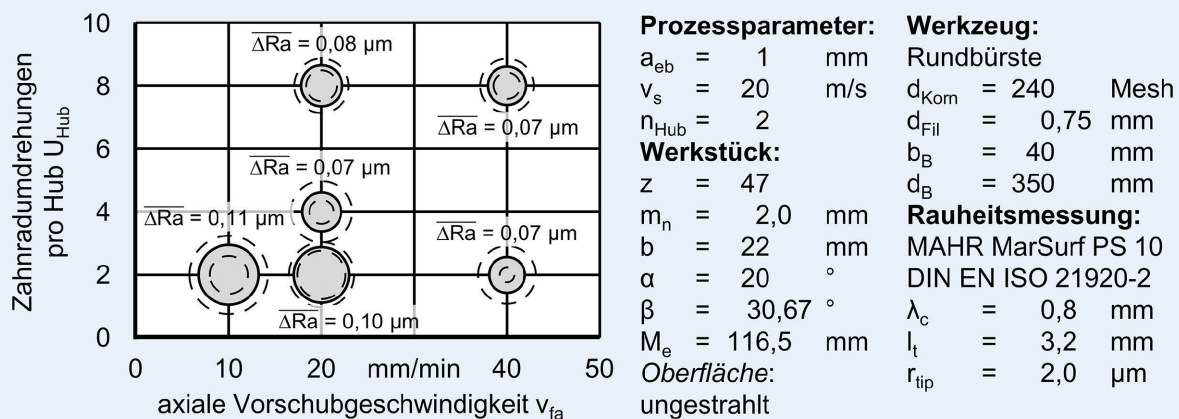 Zahnradumdrehungen
pro Hub U_Hub
10
8
6
4
2
0
ΔRa = 0,08 µm
ΔRa = 0,07 µm
ΔRa = 0,07 µm
ΔRa = 0,11 µm
ΔRa = 0,07 µm
ΔRa = 0,10 µm
0 10 20 mm/min 40 50
axiale Vorschubgeschwindigkeit v_fa
Prozessparameter:
a_eb = 1 mm
v_s = 20 m/s
n_Hub = 2
Werkstück:
z = 47
m_n = 2,0 mm
b = 22 mm
α = 20 °
β = 30,67 °
M_e = 116,5 mm
Oberfläche:
ungestrahlt
Werkzeug:
Rundbürste
d_Korn = 240 Mesh
d_Fil = 0,75 mm
b_B = 40 mm
d_B = 350 mm
Rauheitsmessung:
MAHR MarSurf PS 10
DIN EN ISO 21920-2
λ_c = 0,8 mm
l_t = 3,2 mm
r_tip = 2,0 µm